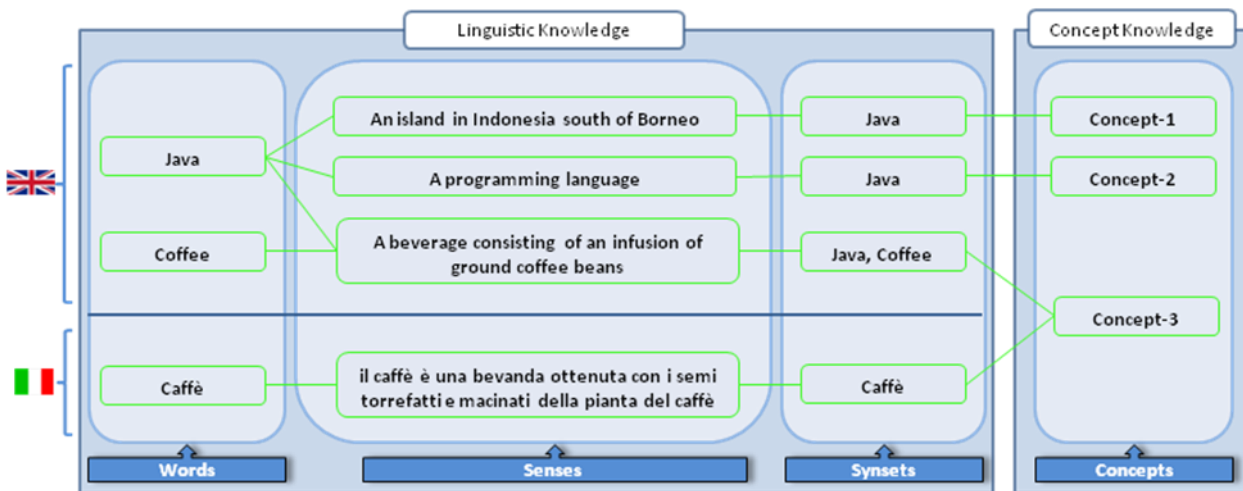 Linguistic Knowledge
Concept Knowledge
An island in Indonesia south of Borneo
Java
Concept-1
Java
A programming language
Java
Concept-2
Coffee
A beverage consisting of an infusion of
ground coffee beans
Java, Coffee
Concept-3
Caffè
il caffè è una bevanda ottenuta con i semi
torrefatti e macinati della pianta del caffè
Caffè
Words
Senses
Synsets
Concepts